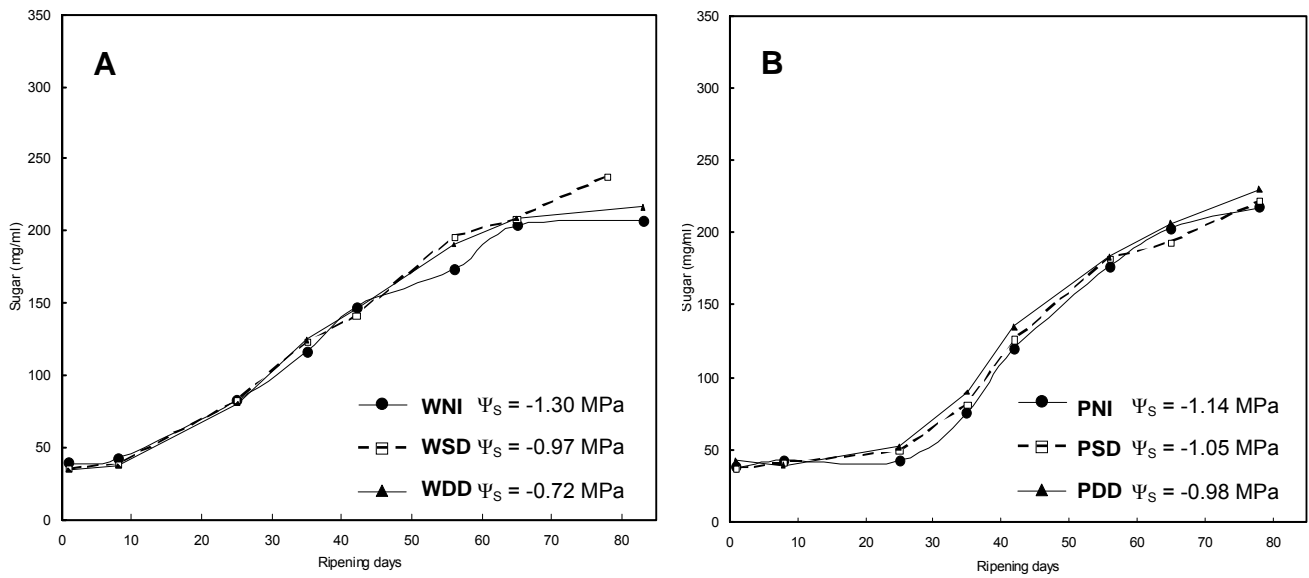 A
350
300
250
200
150
100
50
0
Sugar (mg/ml)
0 10 20 30 40 50 60 70 80
Ripening days
WNI ΨS = -1.30 MPa
WSD ΨS = -0.97 MPa
WDD ΨS = -0.72 MPa
B
350
300
250
200
150
100
50
0
Sugar (mg/ml)
0 10 20 30 40 50 60 70 80
Ripening days
PNI ΨS = -1.14 MPa
PSD ΨS = -1.05 MPa
PDD ΨS = -0.98 MPa